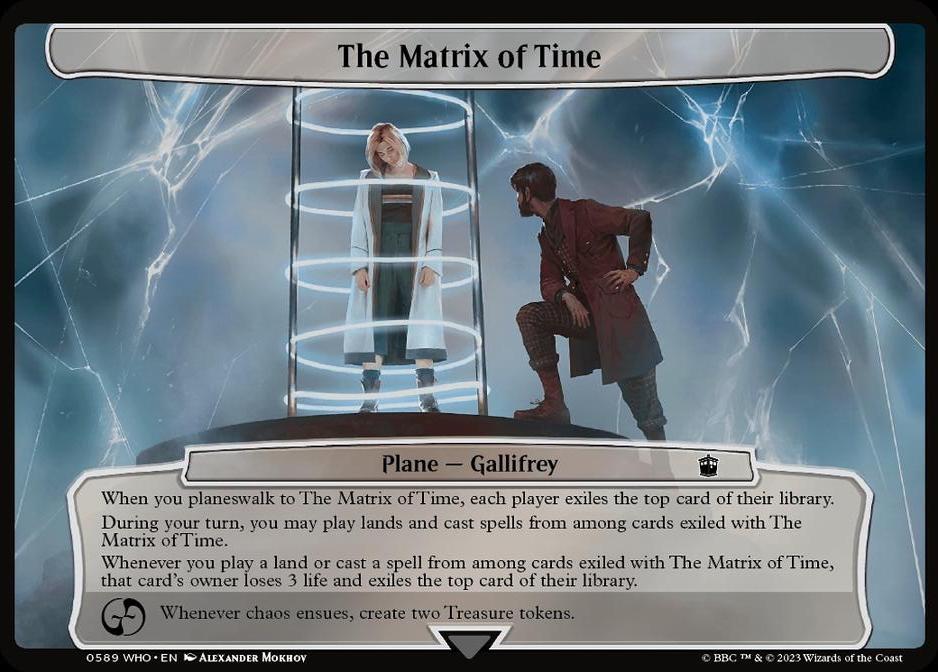 The Matrix of Time
Plane — Gallifrey
When you planeswalk to The Matrix of Time, each player exiles the top card of their library.
During your turn, you may play lands and cast spells from among cards exiled with The
Matrix of Time.
Whenever you play a land or cast a spell from among cards exiled with The Matrix of Time,
that card's owner loses 3 life and exiles the top card of their library.
Whenever chaos ensues, create two Treasure tokens.
0589 WHO • EN Alexander Mokhov
© BBC ™ & © 2023 Wizards of the Coast